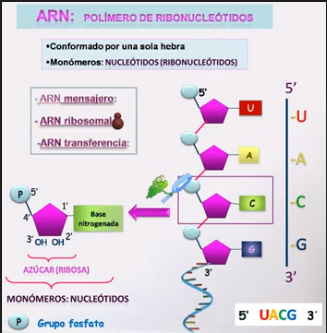 ARN: POLÍMERO DE RIBONUCLEÓTIDOS
•Conformado por una sola hebra
•Monómeros: NUCLEÓTIDOS (RIBONUCLEÓTIDOS)
-ARN mensajero:
-ARN ribosomal
-ARN transferencia:
5'
U
A
C
G
3'
5'
-U
-A
-C
-G
3'
P
5'
4'
1'
3'
2'
OH OH
Base
nitrogenada
AZÚCAR (RIBOSA)
MONÓMEROS: NUCLEÓTIDOS
P Grupo fosfato
5' UACG 3'